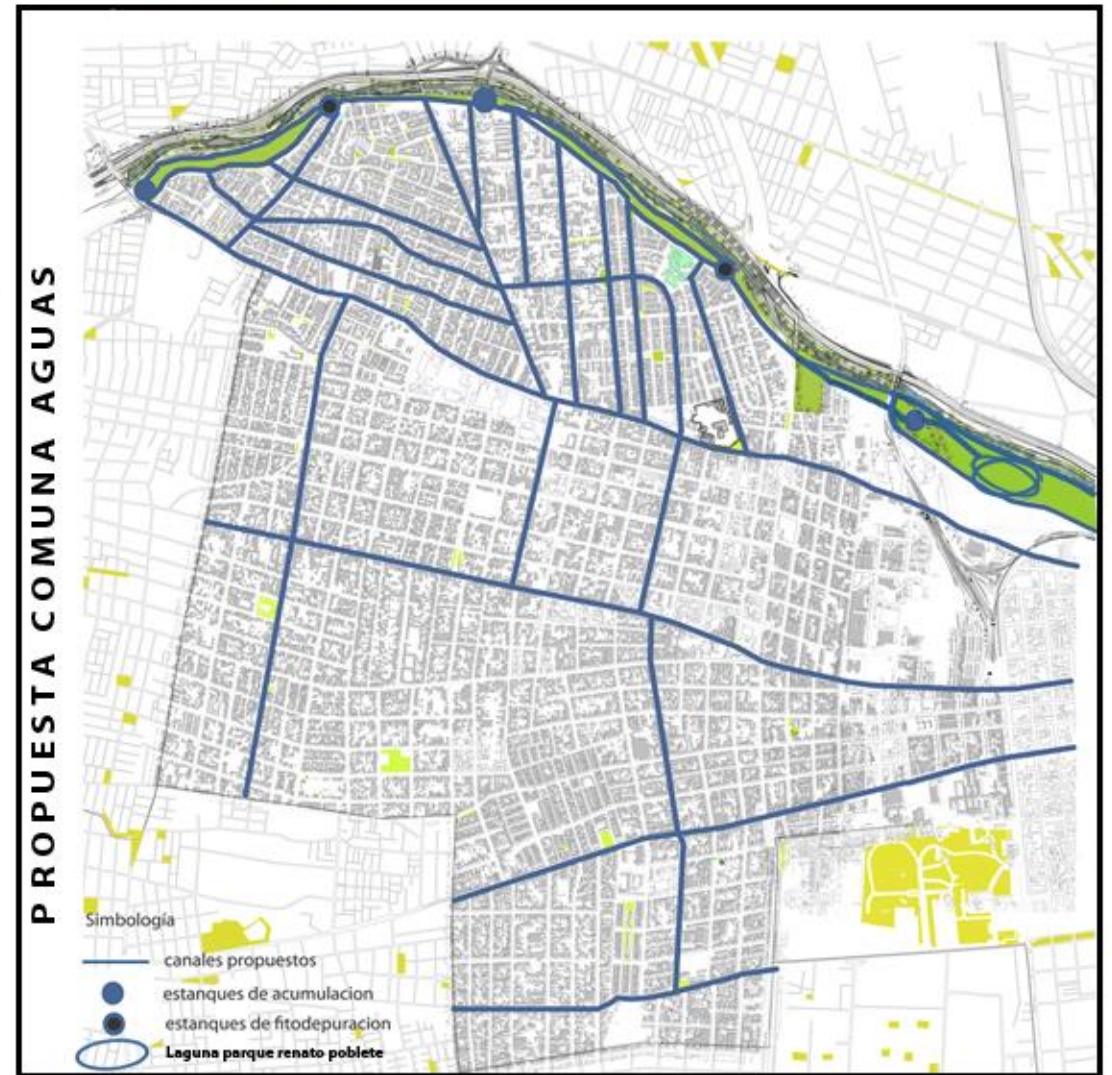 PROPUESTA COMUNA AGUAS
Simbología
canales propuestos
estanques de acumulacion
estanques de fitodepuracion
Laguna parque renato poblete